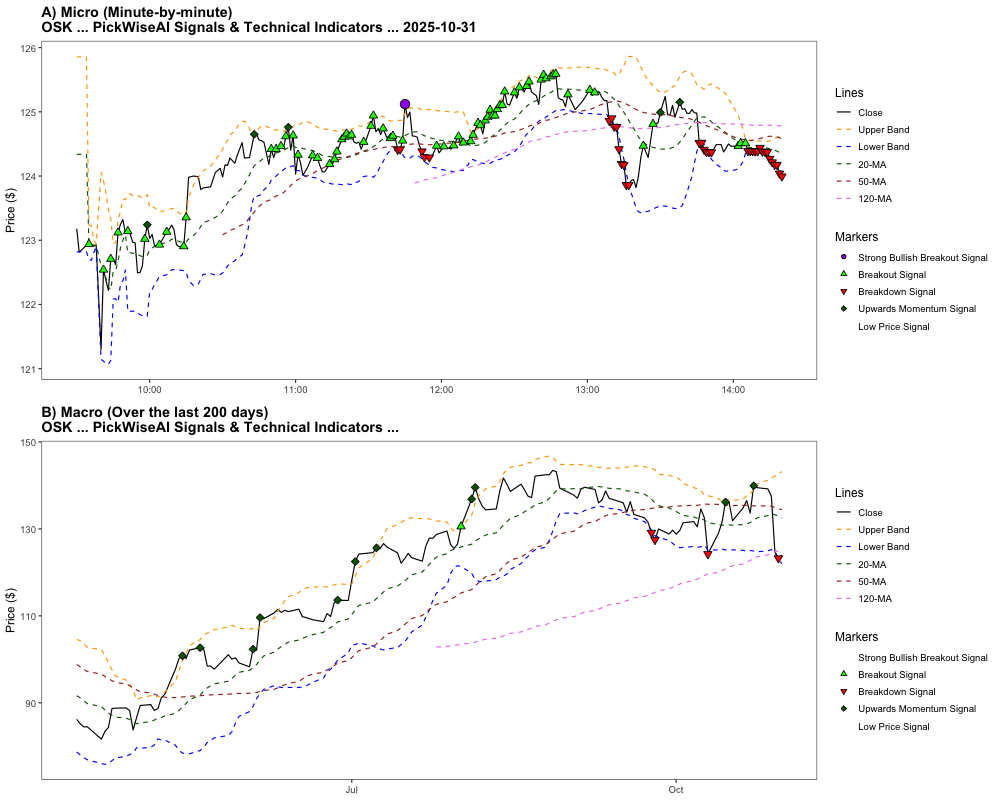 A) Micro (Minute-by-minute)
OSK ... PickWiseAI Signals & Technical Indicators ... 2025-10-31
126
125
124
123
122
121
Price ($)
10:00
11:00
12:00
13:00
14:00
Lines
Close
Upper Band
Lower Band
20-MA
50-MA
120-MA
Markers
Strong Bullish Breakout Signal
Breakout Signal
Breakdown Signal
Upwards Momentum Signal
Low Price Signal
B) Macro (Over the last 200 days)
OSK ... PickWiseAI Signals & Technical Indicators ...
150
130
110
90
Price ($)
Jul
Oct
Lines
Close
Upper Band
Lower Band
20-MA
50-MA
120-MA
Markers
Strong Bullish Breakout Signal
Breakout Signal
Breakdown Signal
Upwards Momentum Signal
Low Price Signal